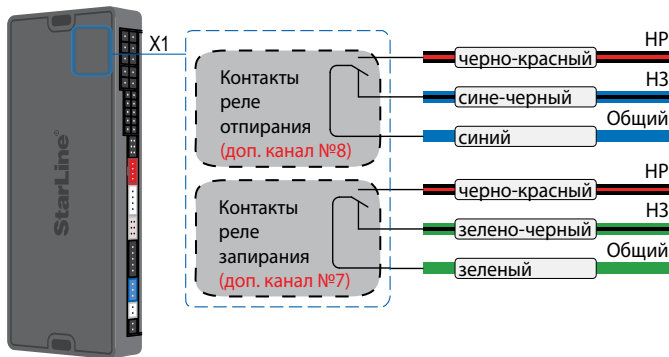 StarLine®
X1
Контакты
реле
отпирания
(доп. канал №8)
черно-красный
НР
сине-черный
НЗ
синий
Общий
Контакты
реле
запирания
(доп. канал №7)
черно-красный
НР
зелено-черный
НЗ
зеленый
Общий